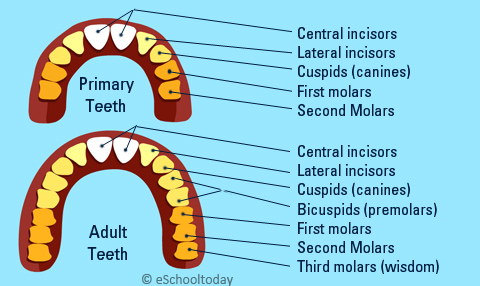 Central incisors
Lateral incisors
Cuspids (canines)
First molars
Second Molars
Primary
Teeth
Central incisors
Lateral incisors
Cuspids (canines)
Bicuspids (premolars)
First molars
Second Molars
Third molars (wisdom)
Adult
Teeth
© eSchooltoday